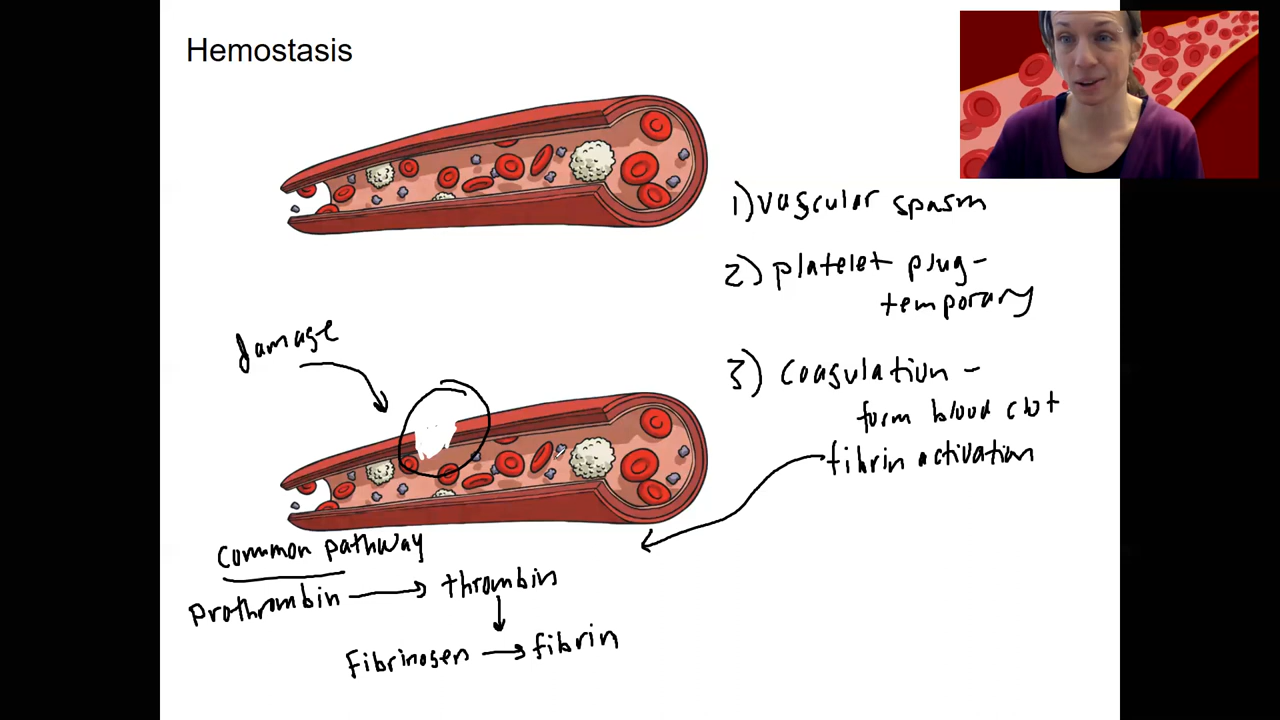 Hemostasis
1) vascular spasm
2) platelet plug -
temporary
damage
3) coagulation -
form blood clot
fibrin activation
common pathway
prothrombin → thrombin
↓
Fibrinogen → fibrin